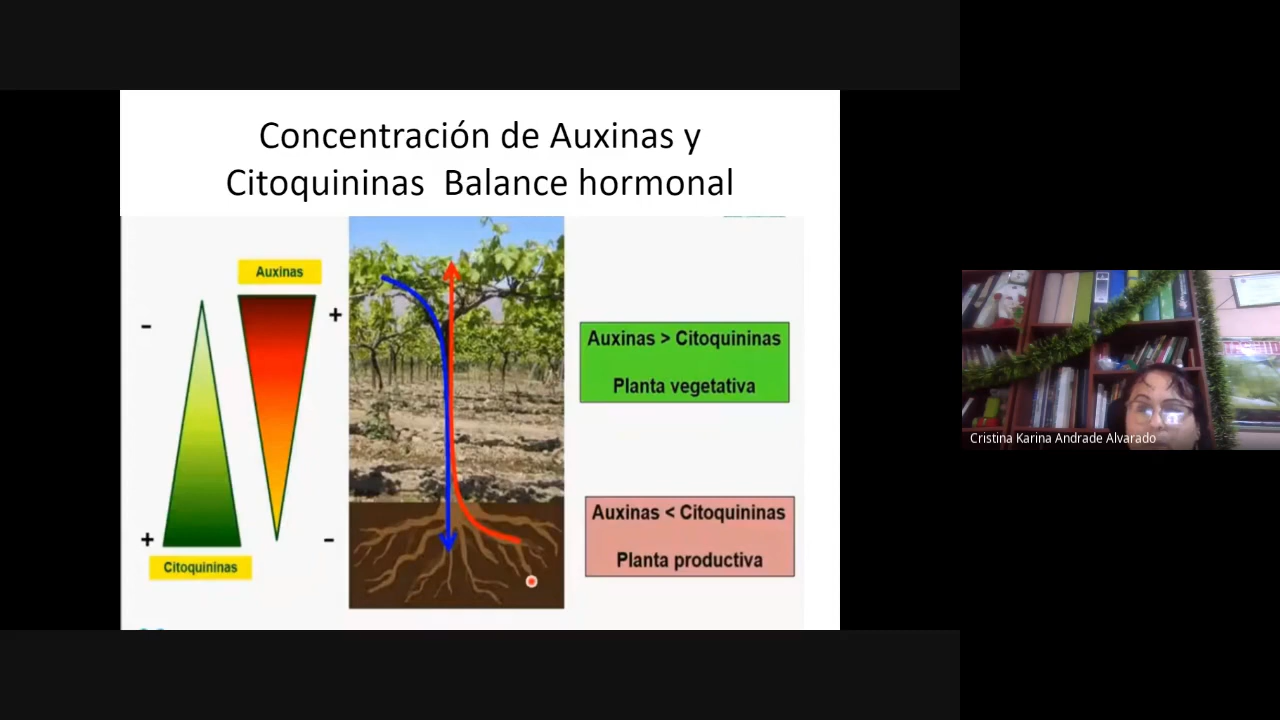 Concentración de Auxinas y
Citoquininas Balance hormonal
Auxinas
-
+
Auxinas > Citoquininas
Planta vegetativa
Cristina Karina Andrade Alvarado
Auxinas < Citoquininas
Planta productiva
+
-
Citoquininas